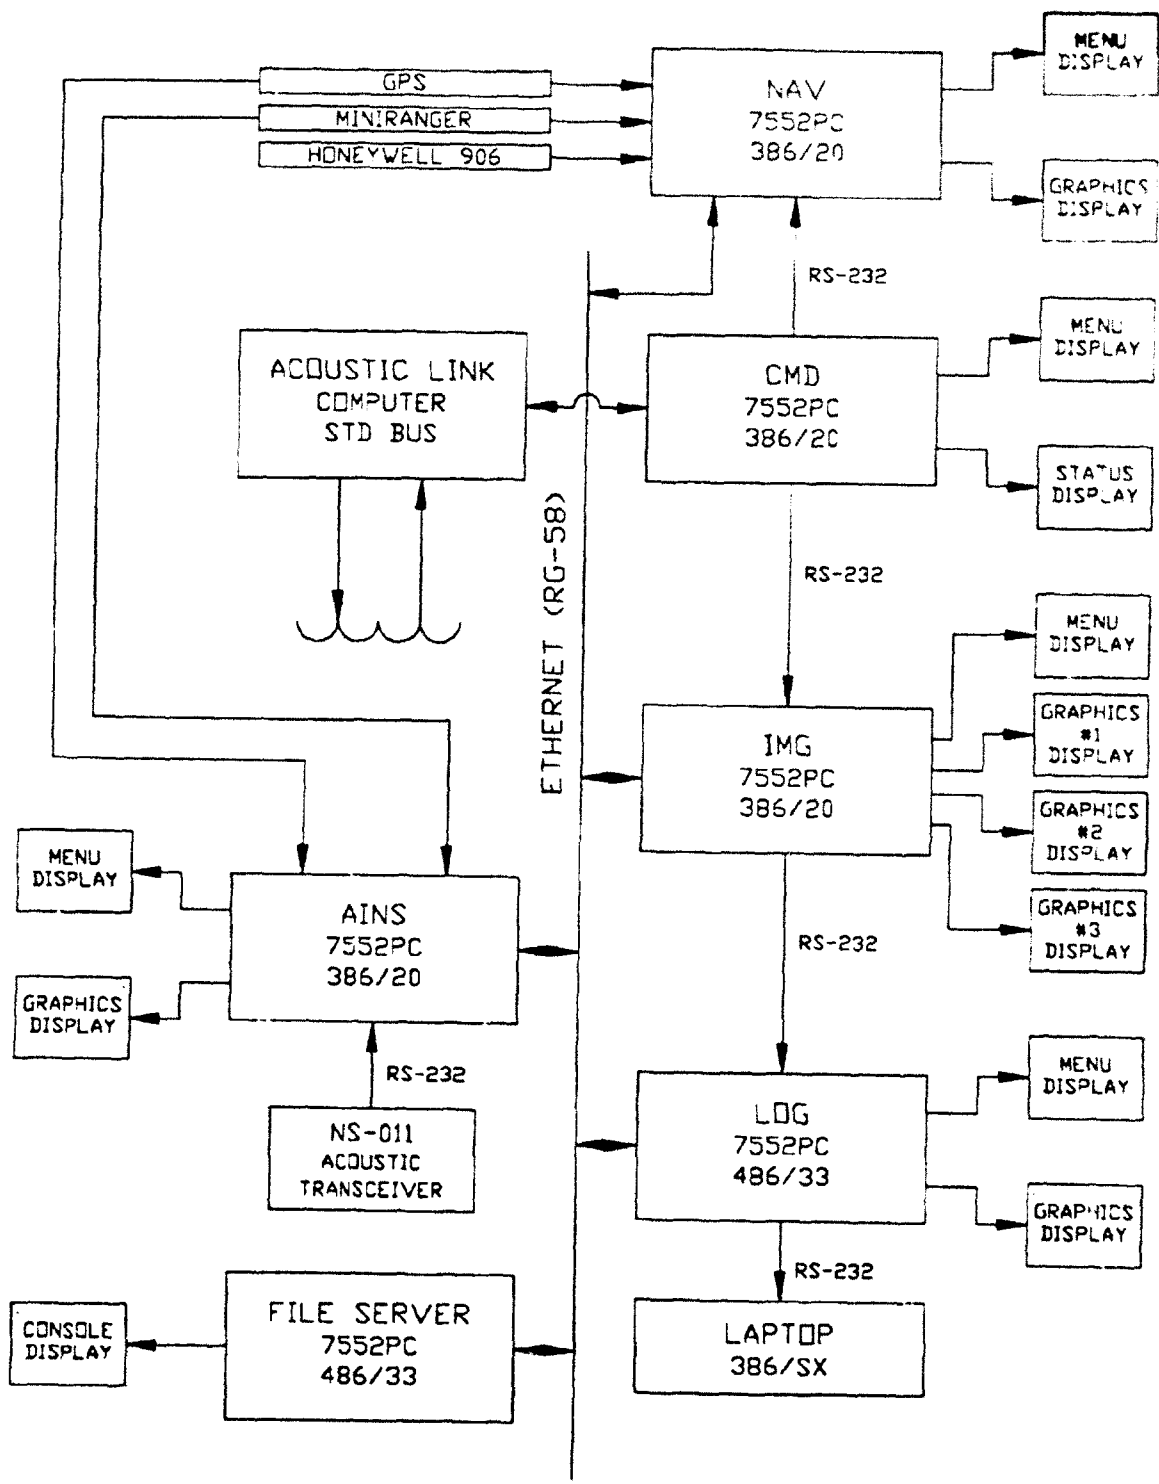 GPS
MINIRANGER
HONEYWELL 906
NAV
7552PC
386/20
MENU
DISPLAY
GRAPHICS
DISPLAY
RS-232
ACOUSTIC LINK
COMPUTER
STD BUS
CMD
7552PC
386/20
MENU
DISPLAY
STATUS
DISPLAY
ETHERNET (RG-58)
RS-232
IMG
7552PC
386/20
MENU
DISPLAY
GRAPHICS
#1
DISPLAY
GRAPHICS
#2
DISPLAY
GRAPHICS
#3
DISPLAY
MENU
DISPLAY
GRAPHICS
DISPLAY
AINS
7552PC
386/20
RS-232
RS-232
NS-011
ACOUSTIC
TRANSCEIVER
LOG
7552PC
486/33
MENU
DISPLAY
GRAPHICS
DISPLAY
RS-232
CONSOLE
DISPLAY
FILE SERVER
7552PC
486/33
LAPTOP
386/SX